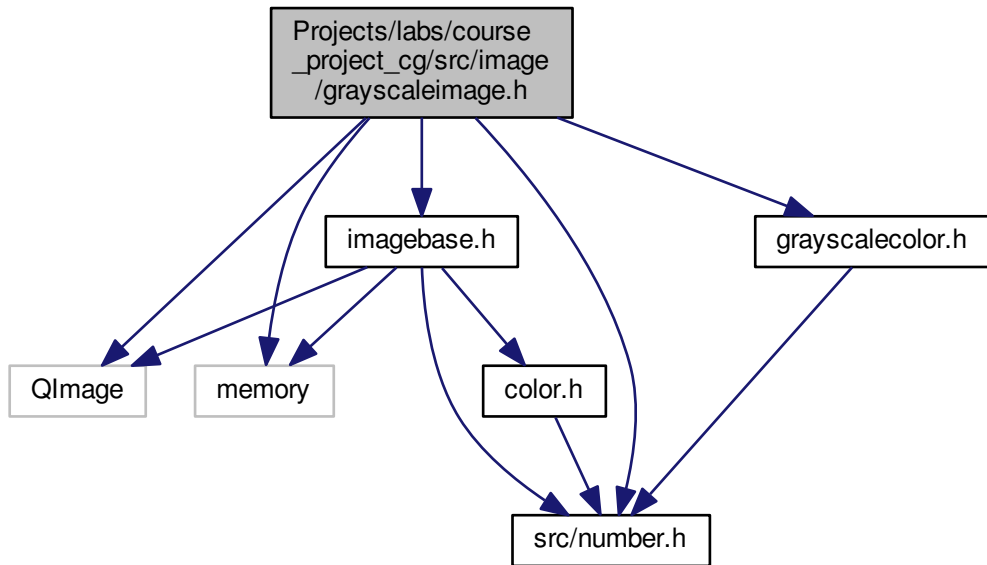 Projects/labs/course
_project_cg/src/image
/grayscaleimage.h
imagebase.h
grayscalecolor.h
QImage
memory
color.h
src/number.h